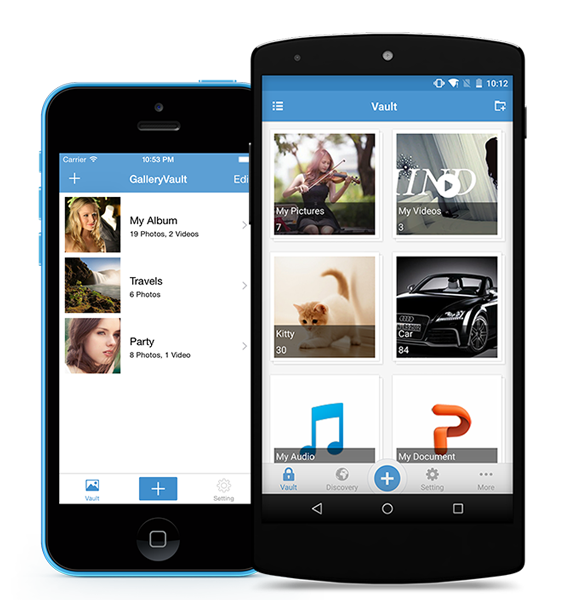 Carrier 10:53 PM
GalleryVault Edi
My Album
19 Photos, 2 Videos
Travels
6 Photos
Party
8 Photos, 1 Video
Vault
Setting
10:12
Vault
My Pictures
7
IIND
My Videos
3
Kitty
30
Car
84
My Audio
My Document
Vault
Discovery
Setting
More